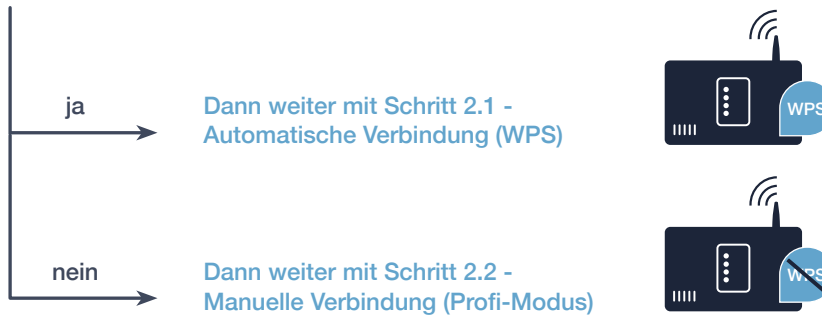 ja
Dann weiter mit Schritt 2.1 -
Automatische Verbindung (WPS)
WPS
nein
Dann weiter mit Schritt 2.2 -
Manuelle Verbindung (Profi-Modus)
WPS